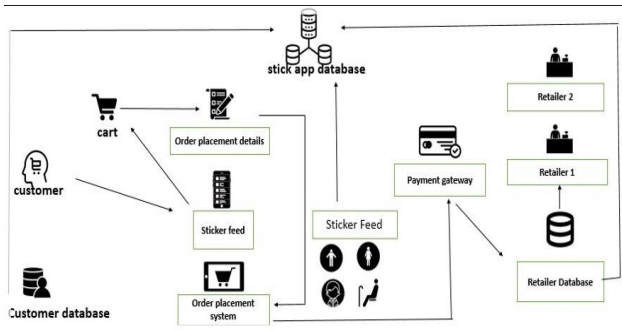 stick app database
Retailer 2
cart
Order placement details
Retailer 1
customer
Payment gateway
Sticker feed
Sticker Feed
Retailer Database
Customer database
Order placement
system